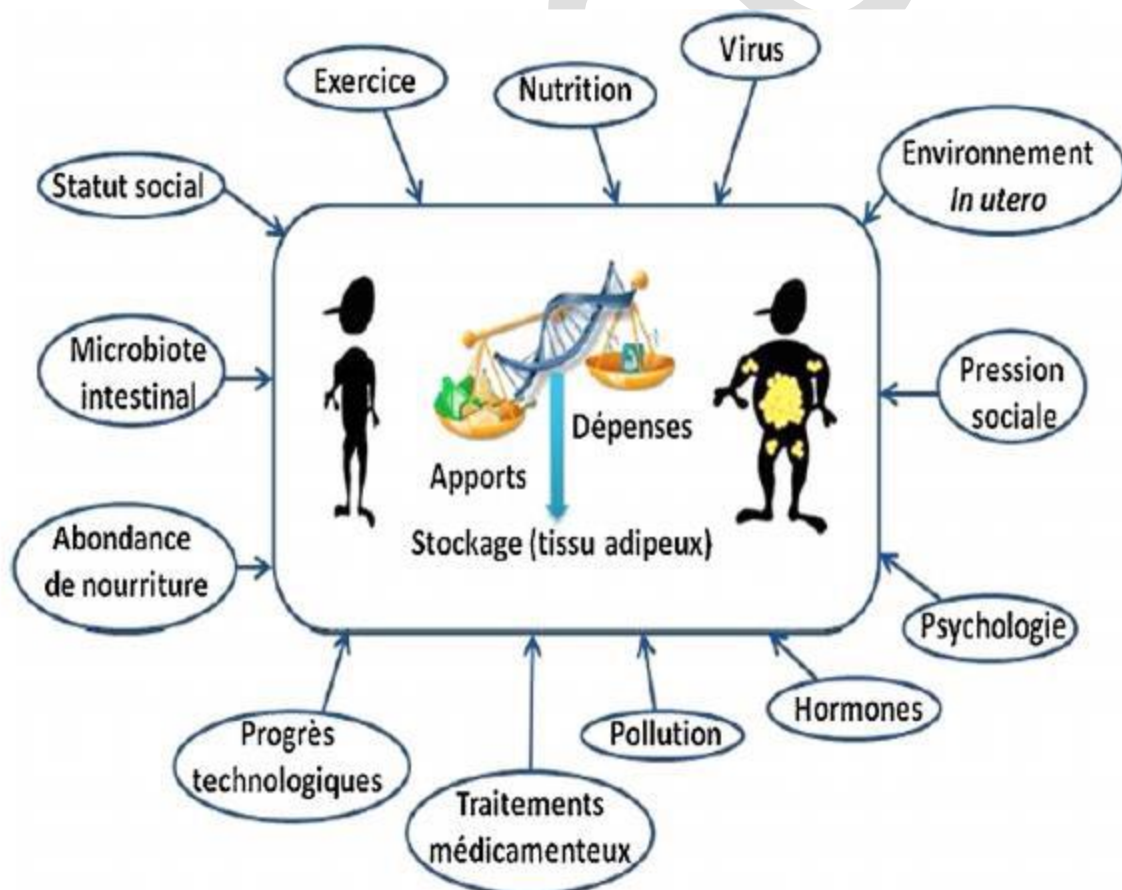 Virus
Exercice
Nutrition
Environnement
In utero
Statut social
Microbiote
intestinal
Pression
sociale
Dépenses
Apports
Stockage (tissu adipeux)
Abondance
de nourriture
Psychologie
Hormones
Pollution
Progrès
technologiques
Traitements
médicamenteux